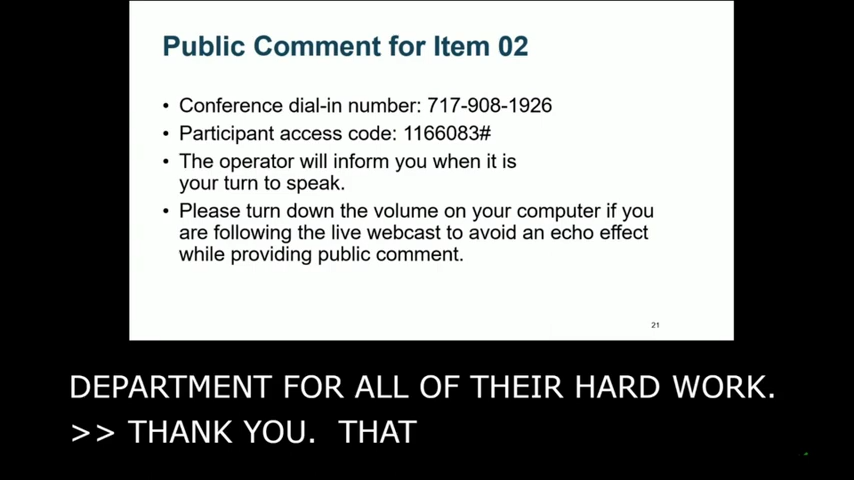 Public Comment for Item 02
• Conference dial-in number: 717-908-1926
• Participant access code: 1166083#
• The operator will inform you when it is
your turn to speak.
• Please turn down the volume on your computer if you
are following the live webcast to avoid an echo effect
while providing public comment.
21
DEPARTMENT FOR ALL OF THEIR HARD WORK.
>> THANK YOU.  THAT